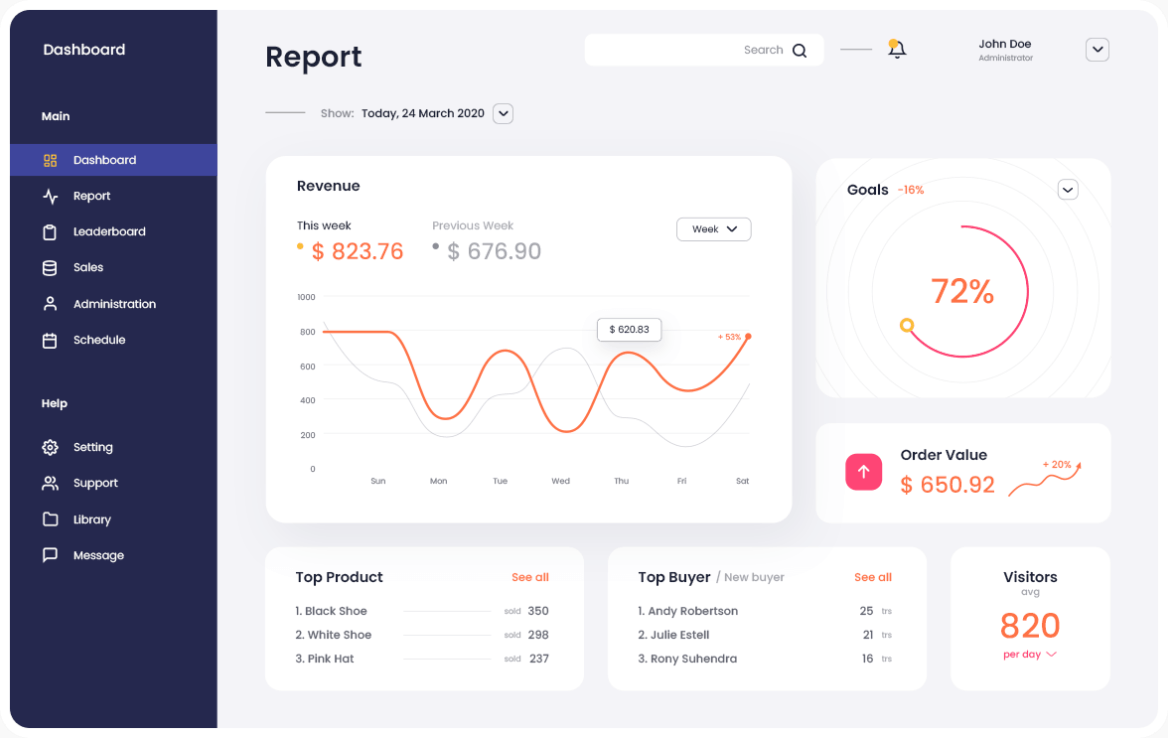 Dashboard
Main
Dashboard
Report
Leaderboard
Sales
Administration
Schedule
Help
Setting
Support
Library
Message
Report
Search
John Doe
Administrator
Show: Today, 24 March 2020
Revenue
This week
$ 823.76
Previous Week
$ 676.90
Week
1000
800
600
400
200
0
$ 620.83
+ 53%
Sun Mon Tue Wed Thu Fri Sat
Goals -16%
72%
Order Value
$ 650.92
+ 20%
Top Product See all
1. Black Shoe sold 350
2. White Shoe sold 298
3. Pink Hat sold 237
Top Buyer / New buyer See all
1. Andy Robertson 25 trs
2. Julie Estell 21 trs
3. Rony Suhendra 16 trs
Visitors
avg
820
per day